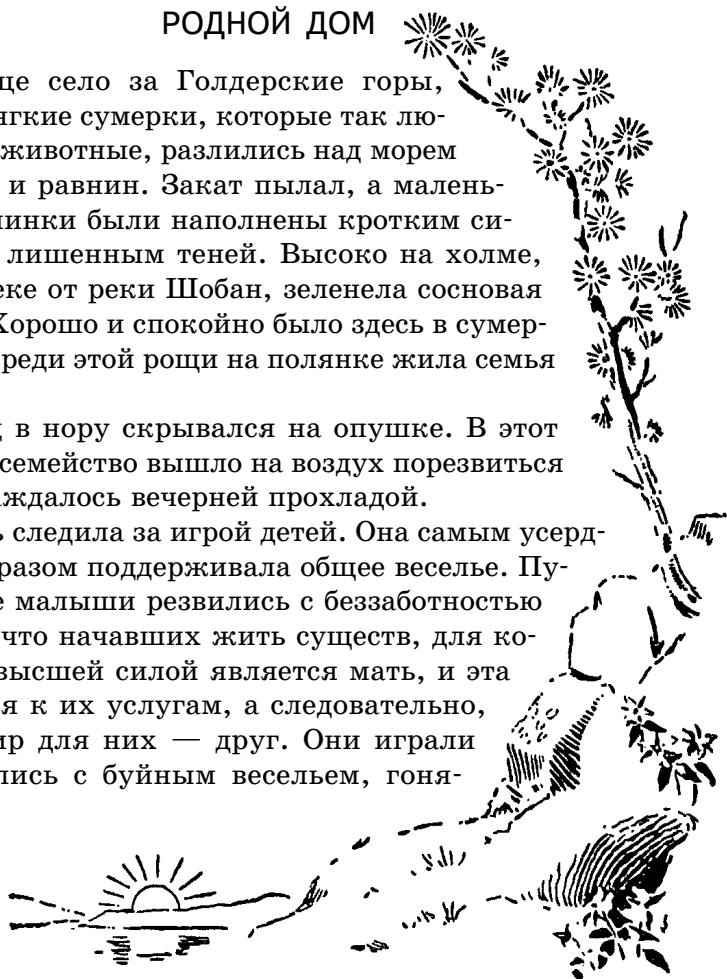 РОДНОЙ ДОМ
це село за Голдерские горы,
ягкие сумерки, которые так лю-
животные, разлились над морем
и равнин. Закат пылал, а малень-
инки были наполнены кротким си-
лишенным теней. Высоко на холме,
еке от реки Шобан, зеленела сосновая
Хорошо и спокойно было здесь в сумер-
реди этой рощи на полянке жила семья
в нору скрывался на опушке. В этот
семейство вышло на воздух порезвиться
аждалось вечерней прохладой.
следила за игрой детей. Она самым усерд-
разом поддерживала общее веселье. Пу-
е малыши резвились с беззаботностью
что начавших жить существ, для ко-
высшей силой является мать, и эта
я к их услугам, а следовательно,
ир для них — друг. Они играли
лись с буйным весельем, гоня-